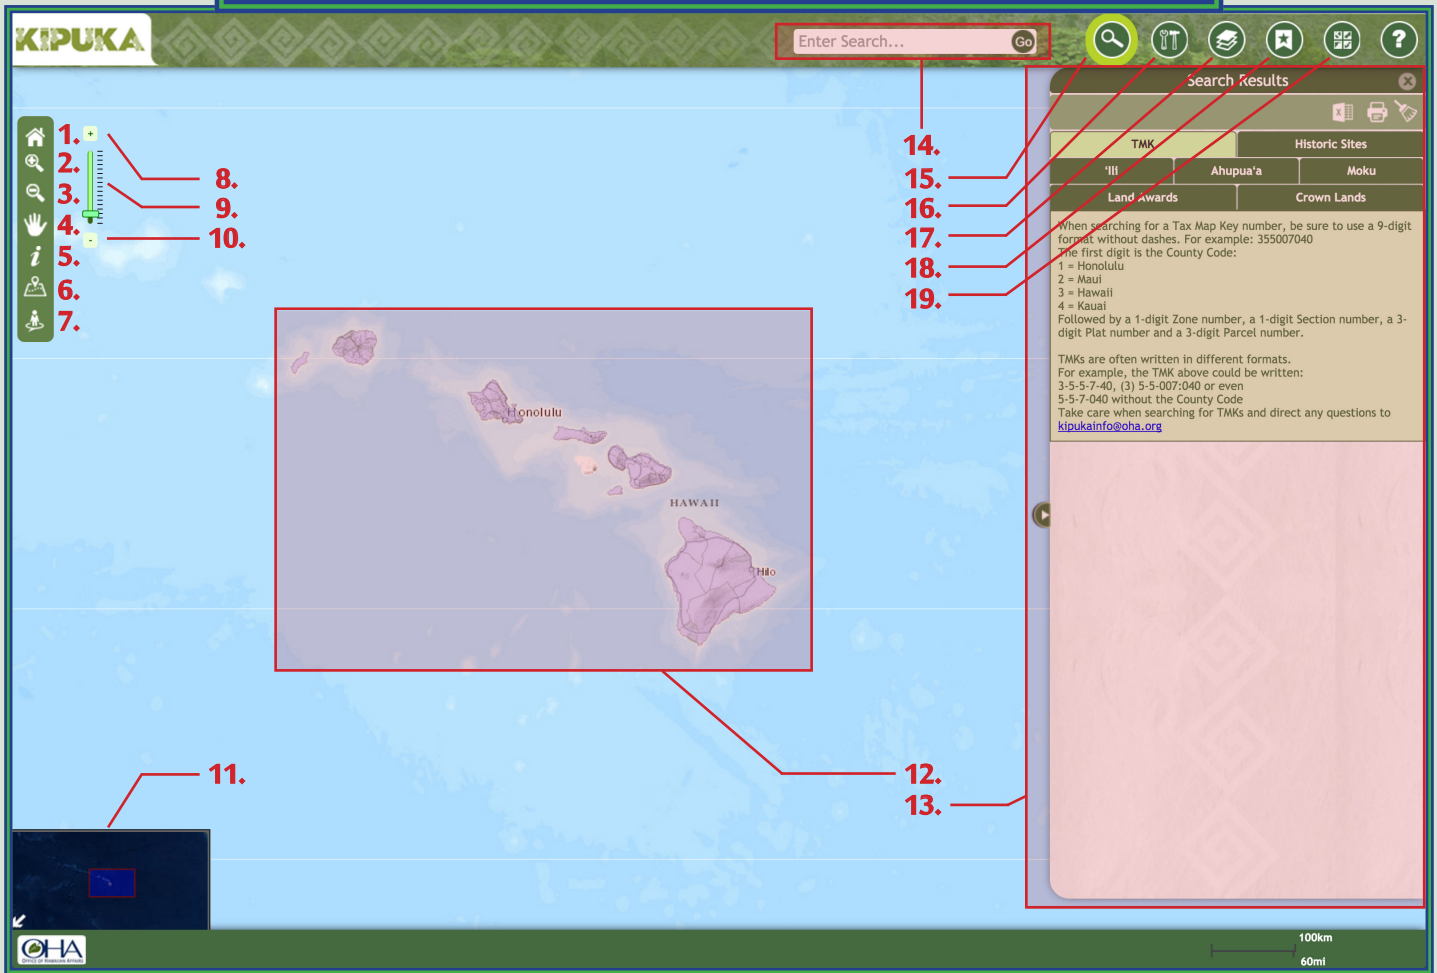 KIPUKA
Enter Search...
Go
?
Search Results
TMK
Historic Sites
'Ili
Ahupua'a
Moku
Land Awards
Crown Lands
When searching for a Tax Map Key number, be sure to use a 9-digit
format without dashes. For example: 355007040
The first digit is the County Code:
1 = Honolulu
2 = Maui
3 = Hawaii
4 = Kauai
Followed by a 1-digit Zone number, a 1-digit Section number, a 3-
digit Plat number and a 3-digit Parcel number.
TMKs are often written in different formats.
For example, the TMK above could be written:
3-5-5-7-40, (3) 5-5-007:040 or even
5-5-7-040 without the County Code
Take care when searching for TMKs and direct any questions to
kipukainfo@oha.org
1.
2.
3.
4.
5.
6.
7.
+
-
i
8.
9.
10.
11.
12.
13.
14.
15.
16.
17.
18.
19.
Honolulu
HAWAII
Hilo
OHA
OFFICE OF HAWAIIAN AFFAIRS
100km
60mi